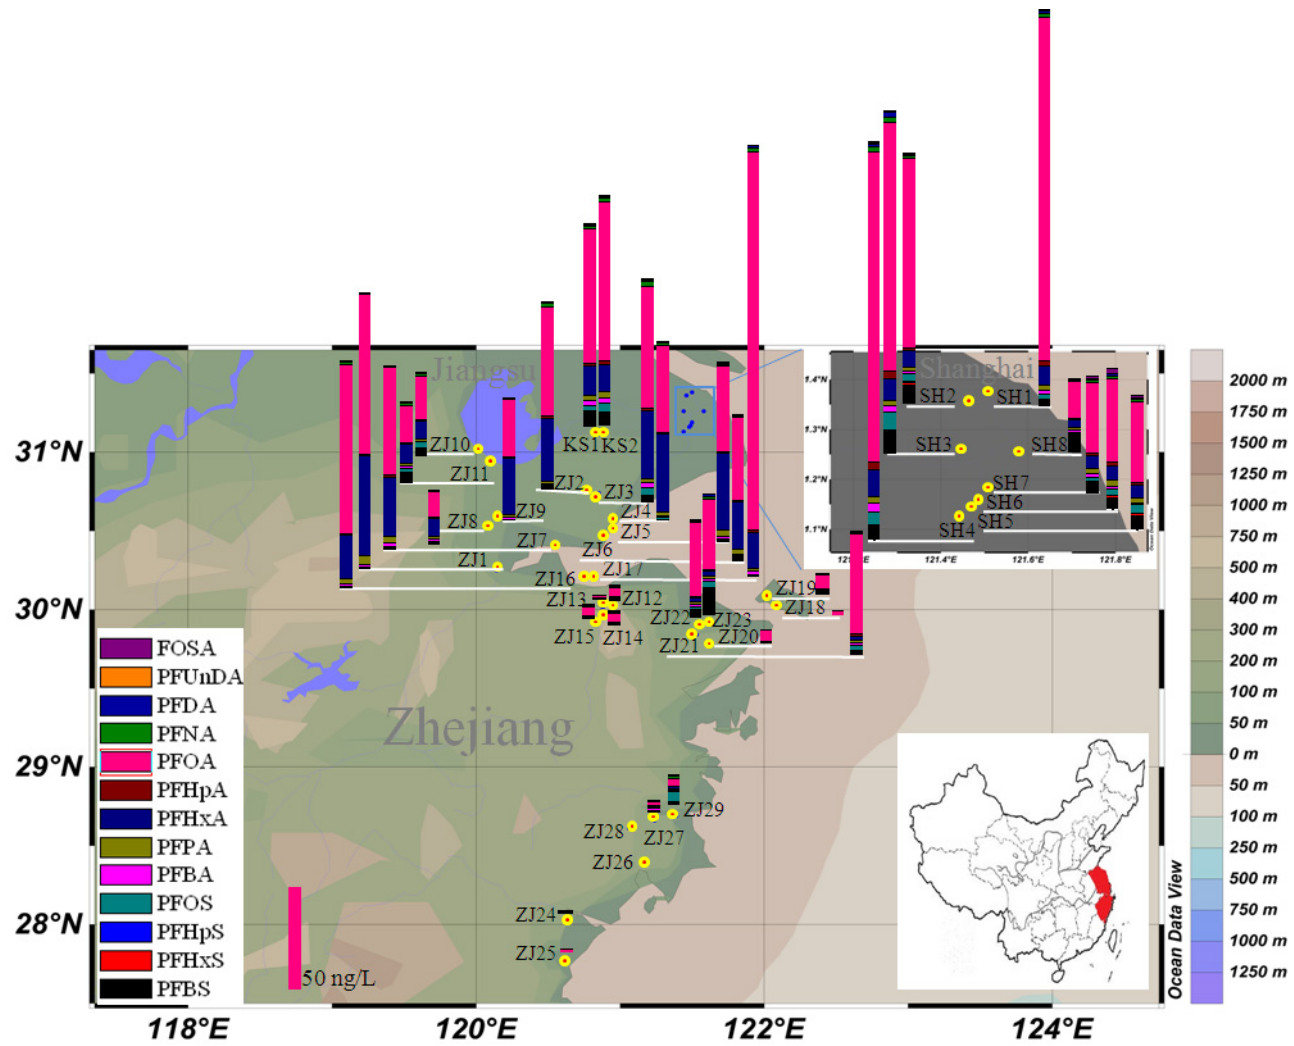 Jiangsu
Shanghai
1.4°N
1.3°N
1.2°N
1.1°N
SH2
SH1
SH3
SH8
SH7
SH6
SH5
SH4
121.4°E
121.6°E
121.8°E
Ocean Data View
31°N
30°N
29°N
28°N
ZJ10
ZJ11
KS1
KS2
ZJ2
ZJ3
ZJ9
ZJ4
ZJ8
ZJ5
ZJ7
ZJ6
ZJ1
ZJ17
ZJ16
ZJ19
ZJ13
ZJ12
ZJ18
ZJ22
ZJ23
ZJ15
ZJ14
ZJ20
ZJ21
Zhejiang
ZJ29
ZJ28
ZJ27
ZJ26
ZJ24
ZJ25
FOSA
PFUnDA
PFDA
PFNA
PFOA
PFHpA
PFHxA
PFPA
PFBA
PFOS
PFHpS
PFHxS
PFBS
50 ng/L
118°E
120°E
122°E
124°E
2000 m
1750 m
1500 m
1250 m
1000 m
750 m
500 m
400 m
300 m
200 m
100 m
50 m
0 m
50 m
100 m
250 m
500 m
750 m
1000 m
1250 m
Ocean Data View